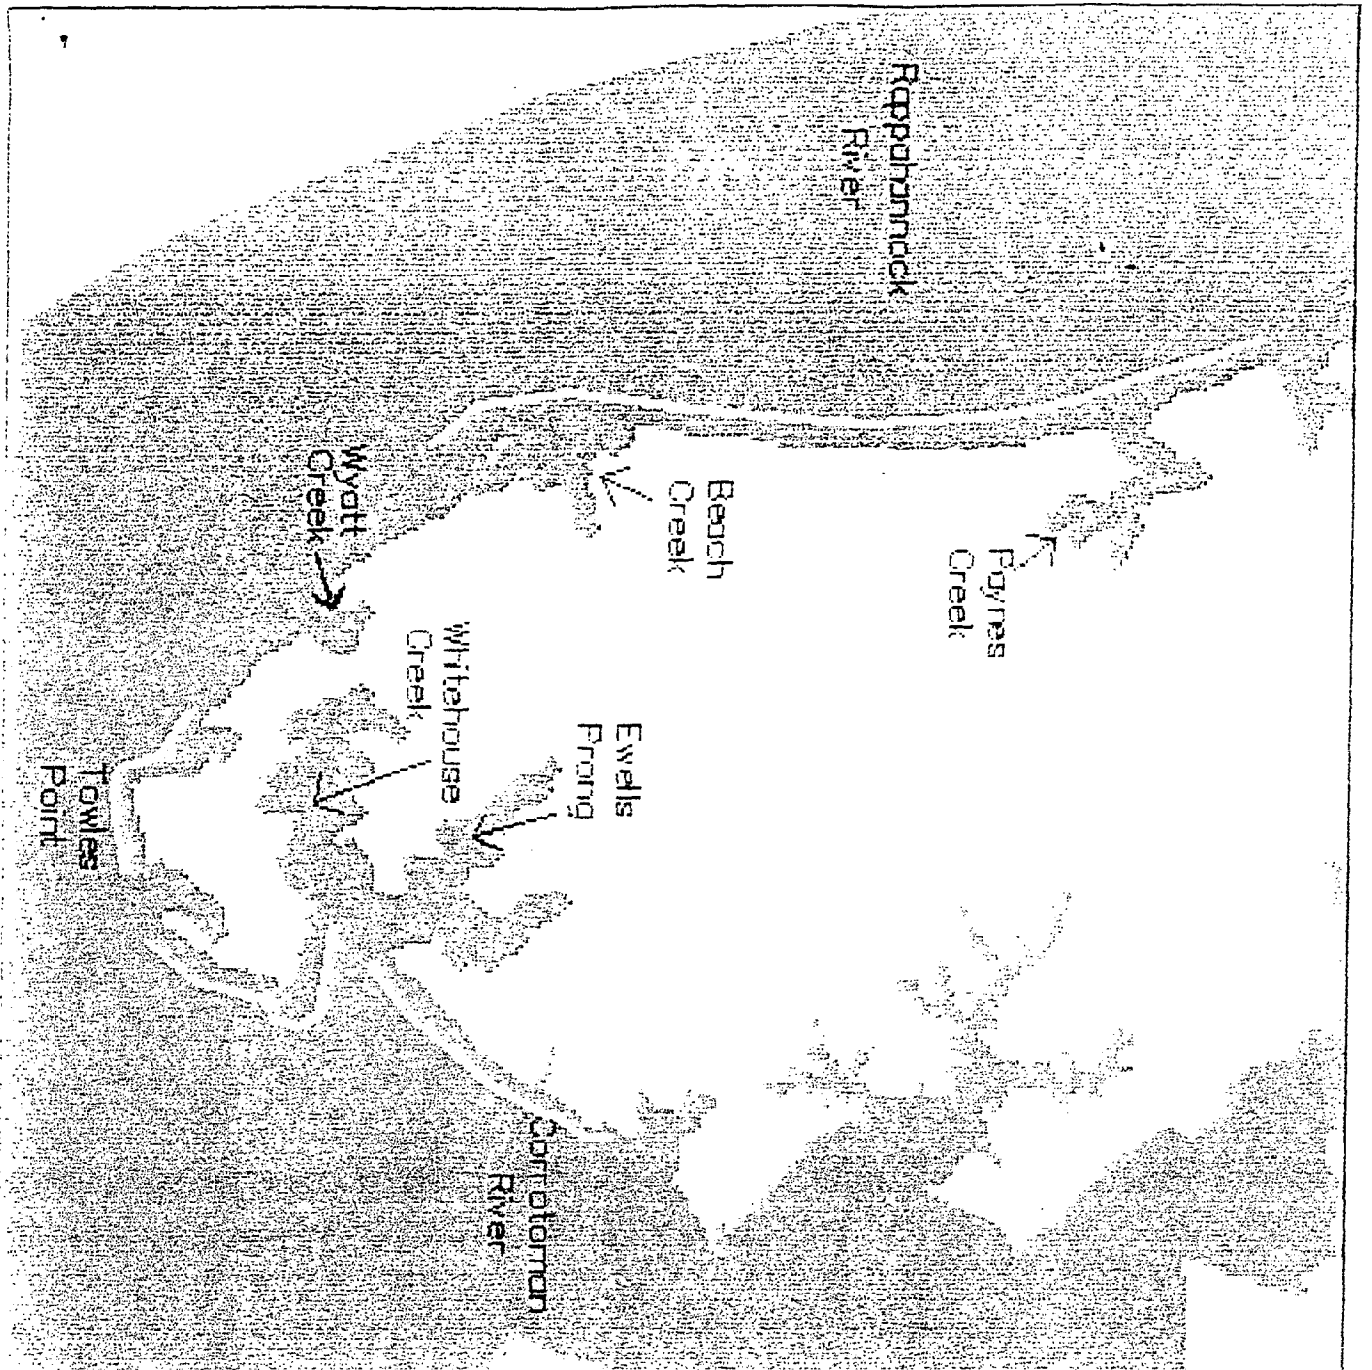 Rappahannock
River
Paynes
Creek
Beach
Creek
Wyatt
Creek
Ewells
Prong
Whitehouse
Creek
Towles
Point
Corrotoman
River